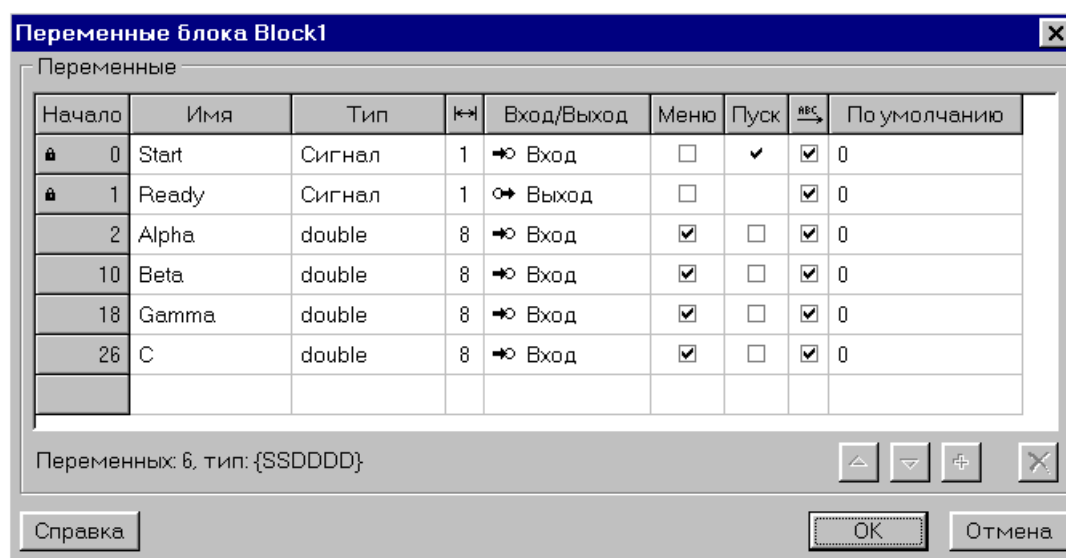 Переменные блока Block1
Переменные
Начало Имя Тип Вход/Выход Меню Пуск ABC По умолчанию
0 Start Сигнал 1 Вход 0
1 Ready Сигнал 1 Выход 0
2 Alpha double 8 Вход 0
10 Beta double 8 Вход 0
18 Gamma double 8 Вход 0
26 C double 8 Вход 0
Переменных: 6, тип: {SSDDDD}
Справка OK Отмена